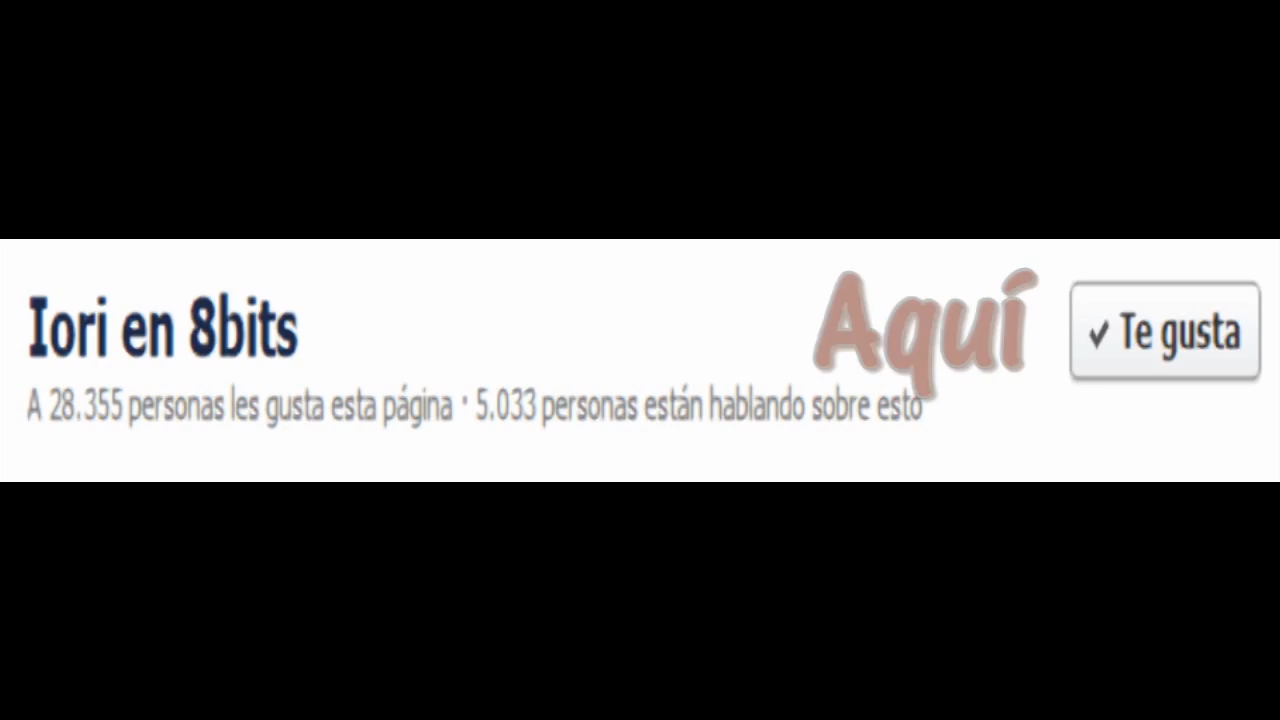 Iori en 8bits
Aquí
✓ Te gusta
A 28.355 personas les gusta esta página · 5.033 personas están hablando sobre esto